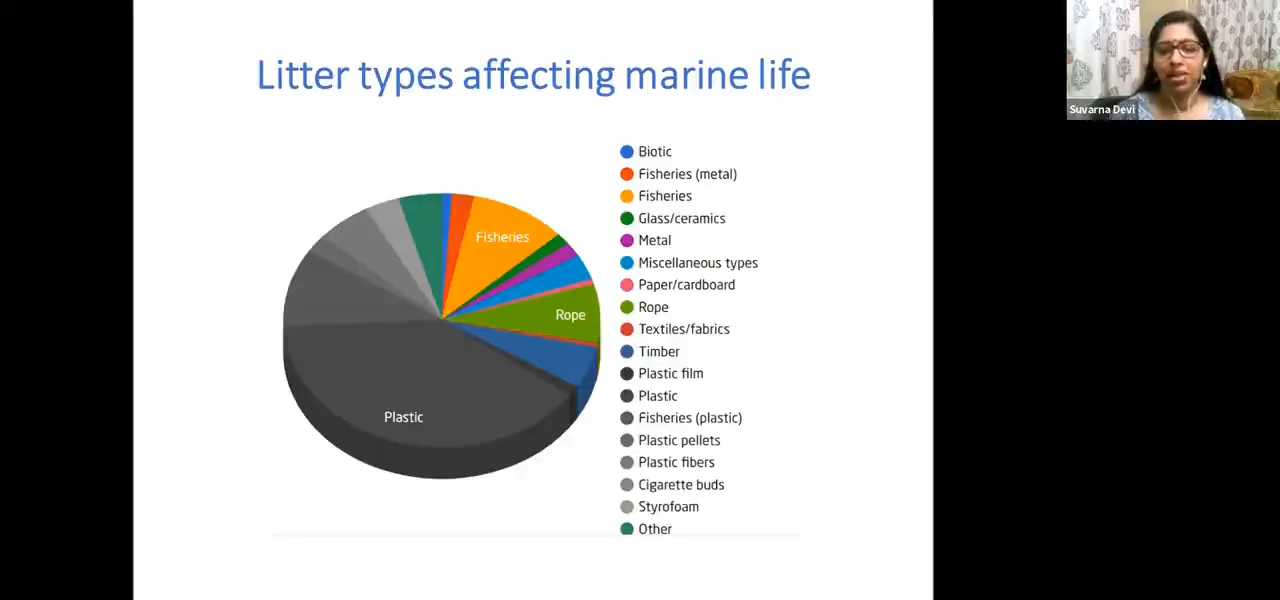 Litter types affecting marine life
Suvarna Devi
Biotic
Fisheries (metal)
Fisheries
Glass/ceramics
Metal
Miscellaneous types
Paper/cardboard
Rope
Textiles/fabrics
Timber
Plastic film
Plastic
Fisheries (plastic)
Plastic pellets
Plastic fibers
Cigarette buds
Styrofoam
Other
Fisheries
Rope
Plastic